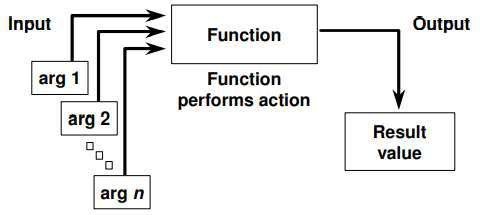 Input
Function
Output
arg 1
Function
performs action
arg 2
Result
value
arg n